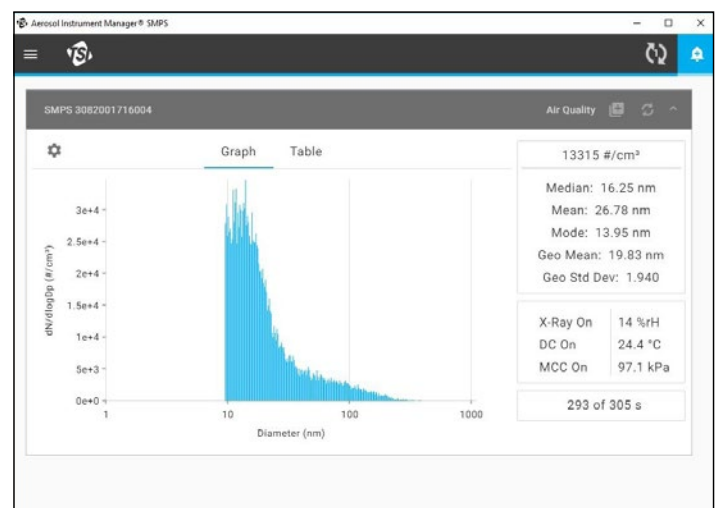 Aerosol Instrument Manager® SMPS
TSI
SMPS 3082001716004
Air Quality
Graph Table
13315 #/cm³
Median: 16.25 nm
Mean: 26.78 nm
Mode: 13.95 nm
Geo Mean: 19.83 nm
Geo Std Dev: 1.940
dN/dlogDp (#/cm³)
3e+4
2.5e+4
2e+4
1.5e+4
1e+4
5e+3
0e+0
1 10 100 1000
Diameter (nm)
X-Ray On 14 %rH
DC On 24.4 °C
MCC On 97.1 kPa
293 of 305 s